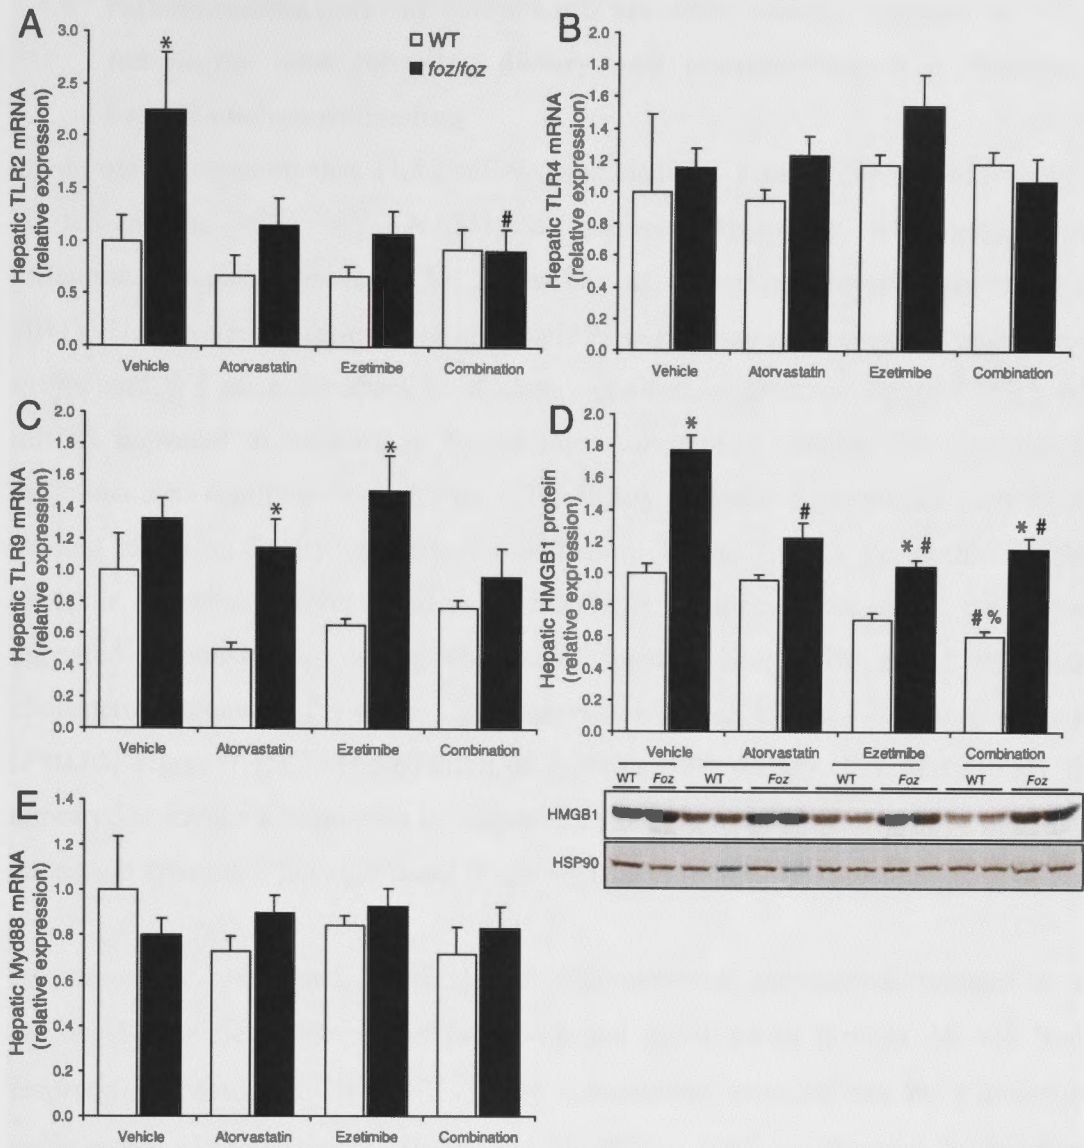 A
Hepatic TLR2 mRNA
(relative expression)
3.0
2.5
2.0
1.5
1.0
0.5
0.0
*
#
WT
foz/foz
Vehicle Atorvastatin Ezetimibe Combination
B
Hepatic TLR4 mRNA
(relative expression)
2.0
1.8
1.6
1.4
1.2
1.0
0.8
0.6
0.4
0.2
0.0
Vehicle Atorvastatin Ezetimibe Combination
C
Hepatic TLR9 mRNA
(relative expression)
2.0
1.8
1.6
1.4
1.2
1.0
0.8
0.6
0.4
0.2
0.0
* *
Vehicle Atorvastatin Ezetimibe Combination
D
Hepatic HMGB1 protein
(relative expression)
2.0
1.8
1.6
1.4
1.2
1.0
0.8
0.6
0.4
0.2
0.0
* # * # # % * #
Vehicle Atorvastatin Ezetimibe Combination
WT Foz WT Foz WT Foz WT Foz
HMGB1
HSP90
E
Hepatic Myd88 mRNA
(relative expression)
1.4
1.2
1.0
0.8
0.6
0.4
0.2
0.0
Vehicle Atorvastatin Ezetimibe Combination